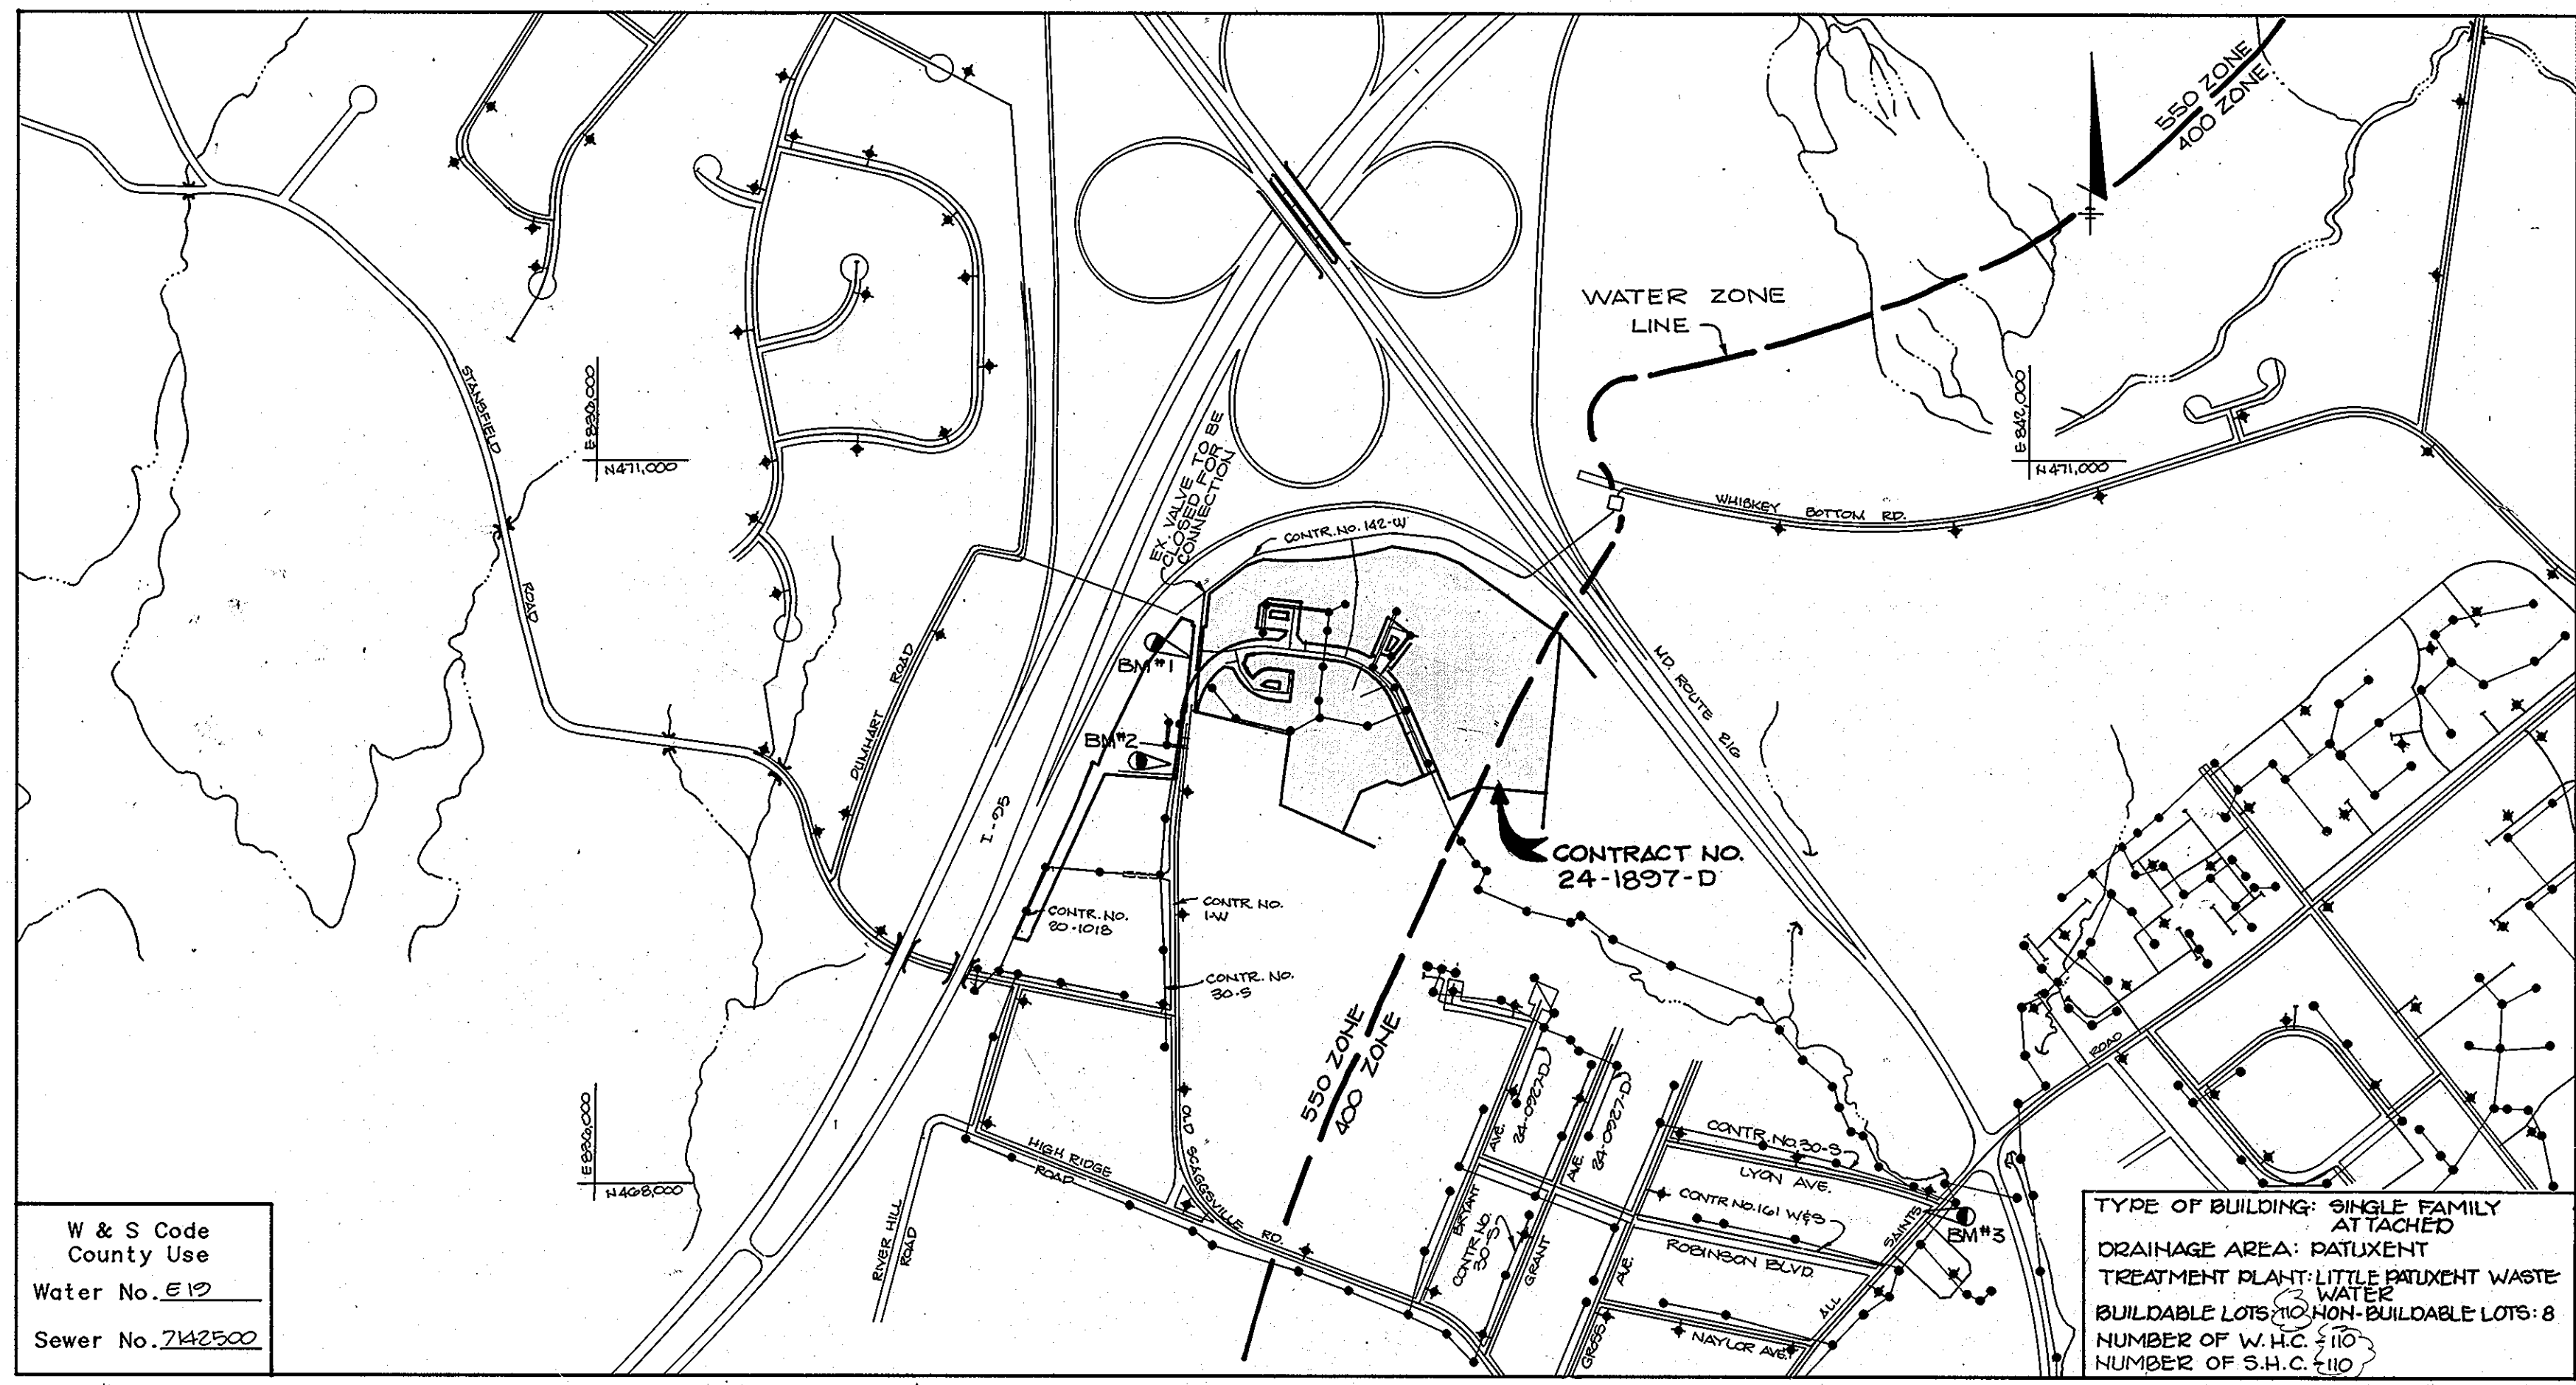 550 ZONE
400 ZONE
WATER ZONE
LINE
STANSFIELD
ROAD
N471,000
E 842,000
N471,000
EX. VALVE TO BE
CLOSED FOR
CONNECTION
CONTR. NO. 142-W
WHISKEY BOTTOM RD.
DUNHART ROAD
BM#1
BM#2
MD. ROUTE 216
I-95
CONTRACT NO.
24-1897-D
CONTR. NO.
20-1018
CONTR. NO.
1-W
CONTR. NO.
30-S
550 ZONE
400 ZONE
E 836,000
N468,000
HIGH RIDGE
ROAD
RIVER HILL
ROAD
OLD SCAGGSVILLE RD.
BRYANT AVE.
24-0927-D
GRANT AVE.
24-0927-D
CONTR. NO.
30-S
GROSS AVE.
CONTR. NO. 30-S
LYON AVE.
CONTR NO. 161 W&S
ROBINSON BLVD.
NAYLOR AVE.
ALL SAINTS ROAD
BM#3
W & S Code
County Use
Water No. E19
Sewer No. 7142500
TYPE OF BUILDING: SINGLE FAMILY
ATTACHED
DRAINAGE AREA: PATUXENT
TREATMENT PLANT: LITTLE PATUXENT WASTE
WATER
BUILDABLE LOTS: 110 NON-BUILDABLE LOTS: 8
NUMBER OF W.H.C. - 110
NUMBER OF S.H.C. - 110